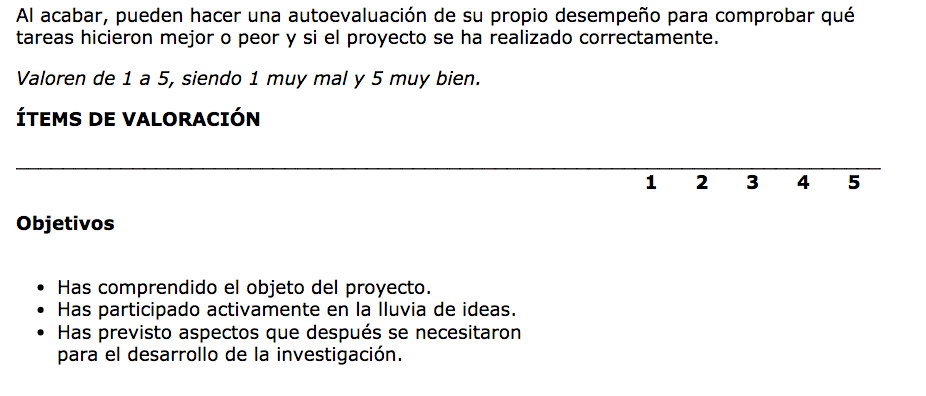 Al acabar, pueden hacer una autoevaluación de su propio desempeño para comprobar qué
tareas hicieron mejor o peor y si el proyecto se ha realizado correctamente.
Valoren de 1 a 5, siendo 1 muy mal y 5 muy bien.
ÍTEMS DE VALORACIÓN
1 2 3 4 5
Objetivos
• Has comprendido el objeto del proyecto.
• Has participado activamente en la lluvia de ideas.
• Has previsto aspectos que después se necesitaron
para el desarrollo de la investigación.